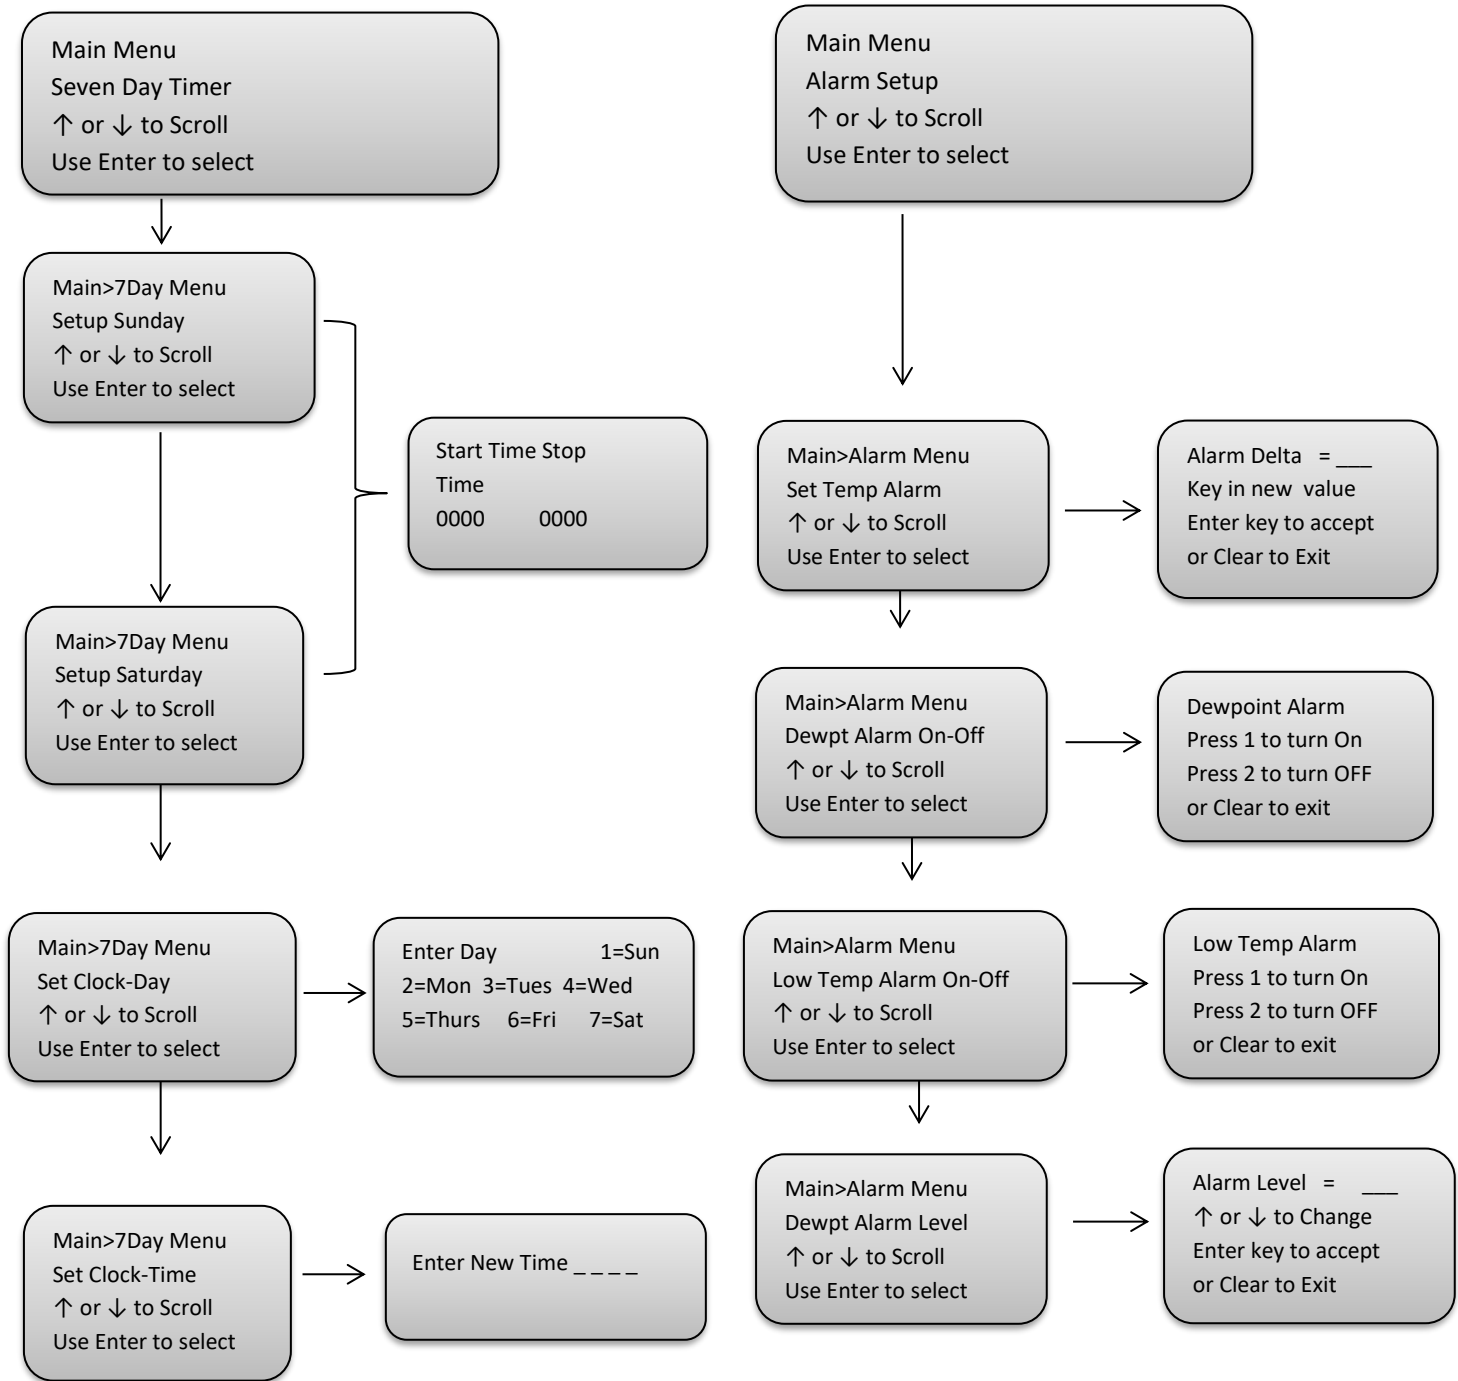 Main Menu
Seven Day Timer
↑ or ↓ to Scroll
Use Enter to select
Main>7Day Menu
Setup Sunday
↑ or ↓ to Scroll
Use Enter to select
Start Time Stop
Time
0000 0000
Main>7Day Menu
Setup Saturday
↑ or ↓ to Scroll
Use Enter to select
Main>7Day Menu
Set Clock-Day
↑ or ↓ to Scroll
Use Enter to select
Enter Day 1=Sun
2=Mon 3=Tues 4=Wed
5=Thurs 6=Fri 7=Sat
Main>7Day Menu
Set Clock-Time
↑ or ↓ to Scroll
Use Enter to select
Enter New Time _ _ _ _
Main Menu
Alarm Setup
↑ or ↓ to Scroll
Use Enter to select
Main>Alarm Menu
Set Temp Alarm
↑ or ↓ to Scroll
Use Enter to select
Alarm Delta = ___
Key in new value
Enter key to accept
or Clear to Exit
Main>Alarm Menu
Dewpt Alarm On-Off
↑ or ↓ to Scroll
Use Enter to select
Dewpoint Alarm
Press 1 to turn On
Press 2 to turn OFF
or Clear to exit
Main>Alarm Menu
Low Temp Alarm On-Off
↑ or ↓ to Scroll
Use Enter to select
Low Temp Alarm
Press 1 to turn On
Press 2 to turn OFF
or Clear to exit
Main>Alarm Menu
Dewpt Alarm Level
↑ or ↓ to Scroll
Use Enter to select
Alarm Level = ___
↑ or ↓ to Change
Enter key to accept
or Clear to Exit